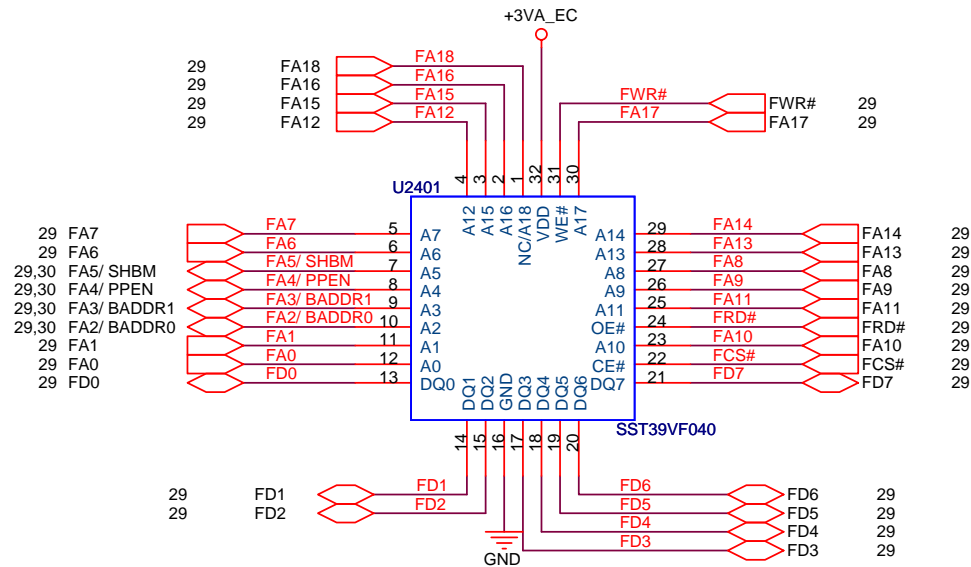 +3VA_EC
29 FA18 FA18
29 FA16 FA16
29 FA15 FA15 FWR# FWR# 29
29 FA12 FA12 FA17 FA17 29
4 3 2 1 32 31 30
U2401
A12 A15 A16 NC/A18 VDD WE# A17
29 FA7 FA7 5 A7 A14 29 FA14 FA14 29
29 FA6 FA6 6 A6 A13 28 FA13 FA13 29
29,30 FA5/ SHBM FA5/ SHBM 7 A5 A8 27 FA8 FA8 29
29,30 FA4/ PPEN FA4/ PPEN 8 A4 A9 26 FA9 FA9 29
29,30 FA3/ BADDR1 FA3/ BADDR1 9 A3 A11 25 FA11 FA11 29
29,30 FA2/ BADDR0 FA2/ BADDR0 10 A2 OE# 24 FRD# FRD# 29
29 FA1 FA1 11 A1 A10 23 FA10 FA10 29
29 FA0 FA0 12 A0 CE# 22 FCS# FCS# 29
29 FD0 FD0 13 DQ0 DQ7 21 FD7 FD7 29
DQ1 DQ2 GND DQ3 DQ4 DQ5 DQ6
SST39VF040
14 15 16 17 18 19 20
29 FD1 FD1 FD6 FD6 29
29 FD2 FD2 FD5 FD5 29
FD4 FD4 29
FD3 FD3 29
GND